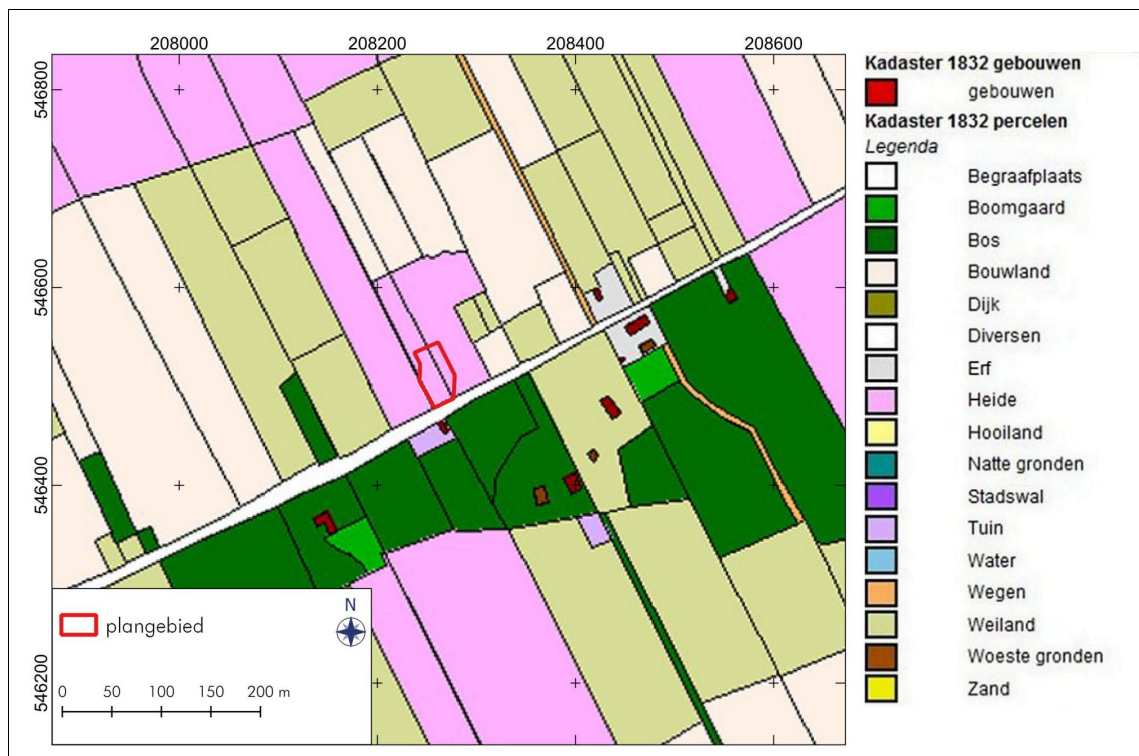 208000 208200 208400 208600
546800
546600
546400
546200
plangebied
N
0 50 100 150 200 m
Kadaster 1832 gebouwen
gebouwen
Kadaster 1832 percelen
Legenda
Begraafplaats
Boomgaard
Bos
Bouwland
Dijk
Diversen
Erf
Heide
Hooiland
Natte gronden
Stadswal
Tuin
Water
Wegen
Weiland
Woeste gronden
Zand